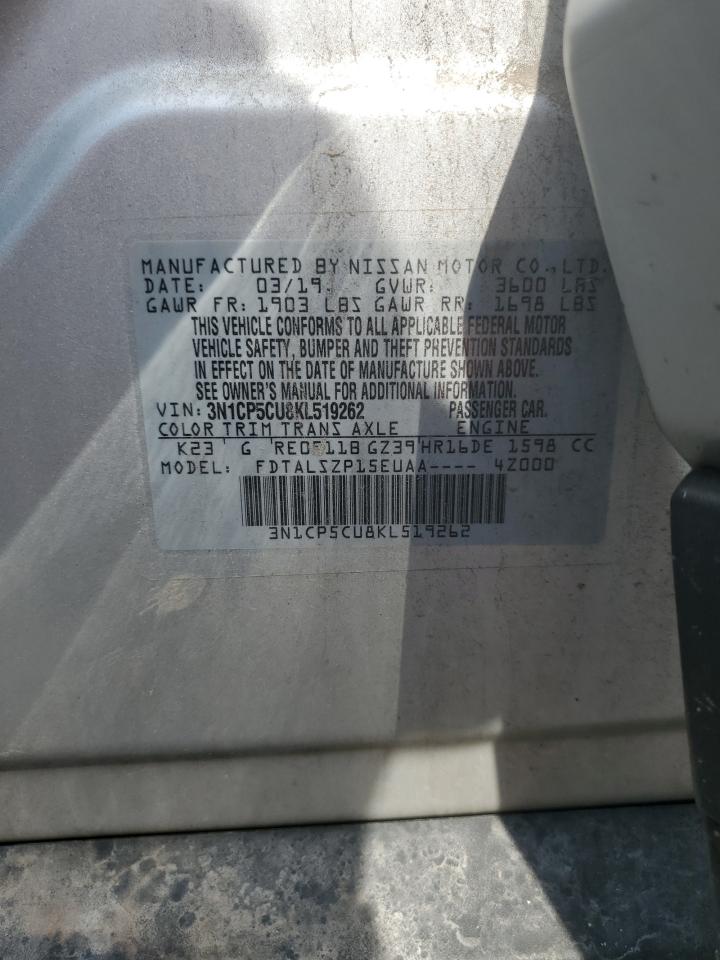 MANUFACTURED BY NISSAN MOTOR CO.,LTD.
DATE: 03/19 GVWR: 3600 LBS
GAWR FR: 1903 LBS GAWR RR: 1698 LBS
THIS VEHICLE CONFORMS TO ALL APPLICABLE FEDERAL MOTOR
VEHICLE SAFETY, BUMPER AND THEFT PREVENTION STANDARDS
IN EFFECT ON THE DATE OF MANUFACTURE SHOWN ABOVE.
SEE OWNER'S MANUAL FOR ADDITIONAL INFORMATION.
VIN: 3N1CP5CU8KL519262 PASSENGER CAR.
COLOR TRIM TRANS AXLE ENGINE
K23 G RE0F11B GZ39 HR16DE 1598 CC
MODEL: FDTALSZP15EUAA---- 4Z000
3N1CP5CU8KL519262